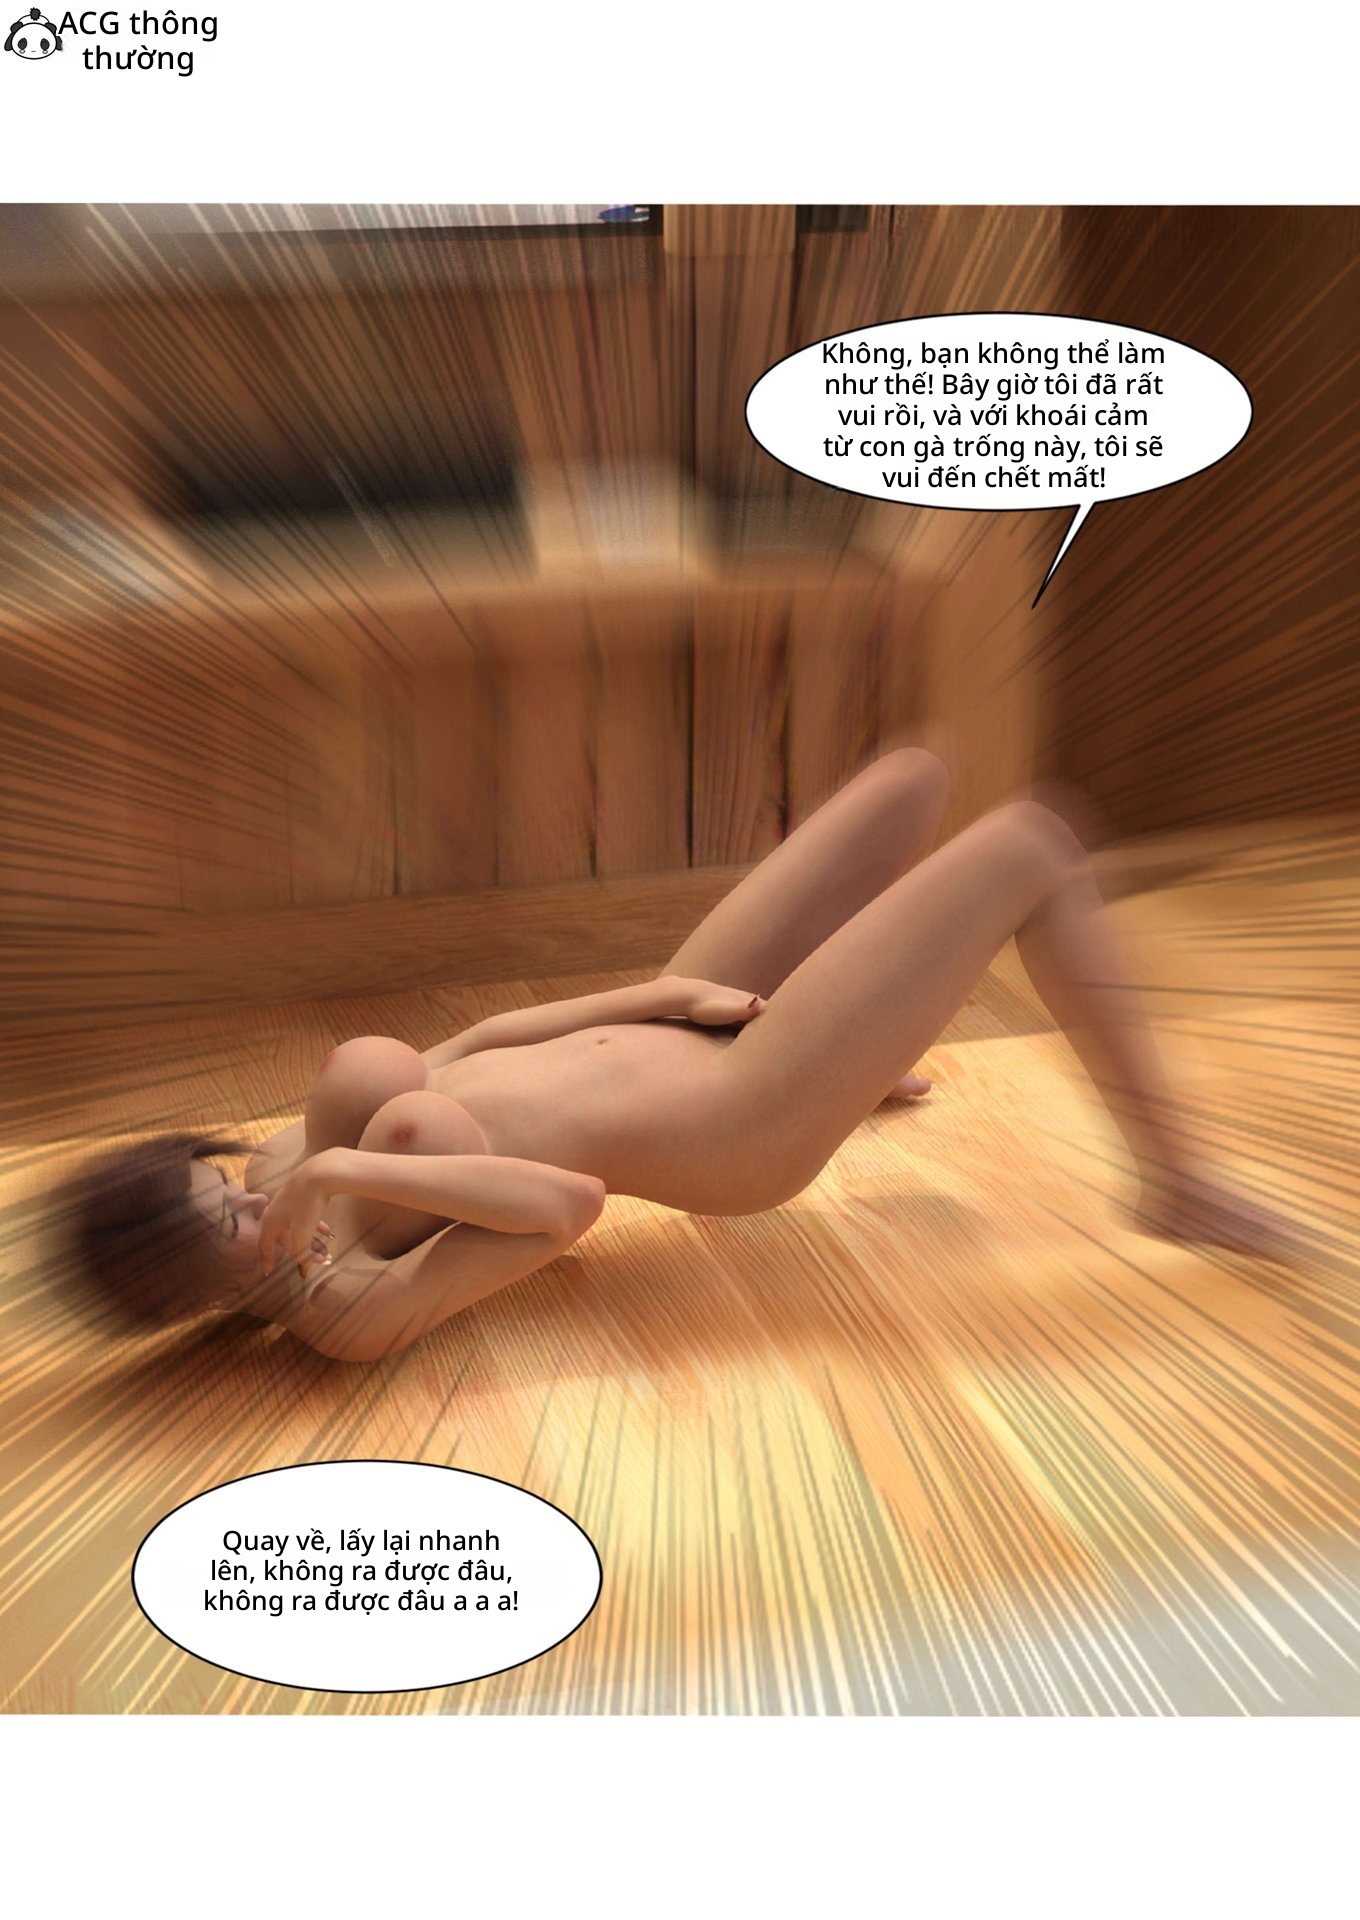 ACG thông
thường
Không, bạn không thể làm
như thế! Bây giờ tôi đã rất
vui rồi, và với khoái cảm
từ con gà trống này, tôi sẽ
vui đến chết mất!
Quay về, lấy lại nhanh
lên, không ra được đâu,
không ra được đâu a a a!